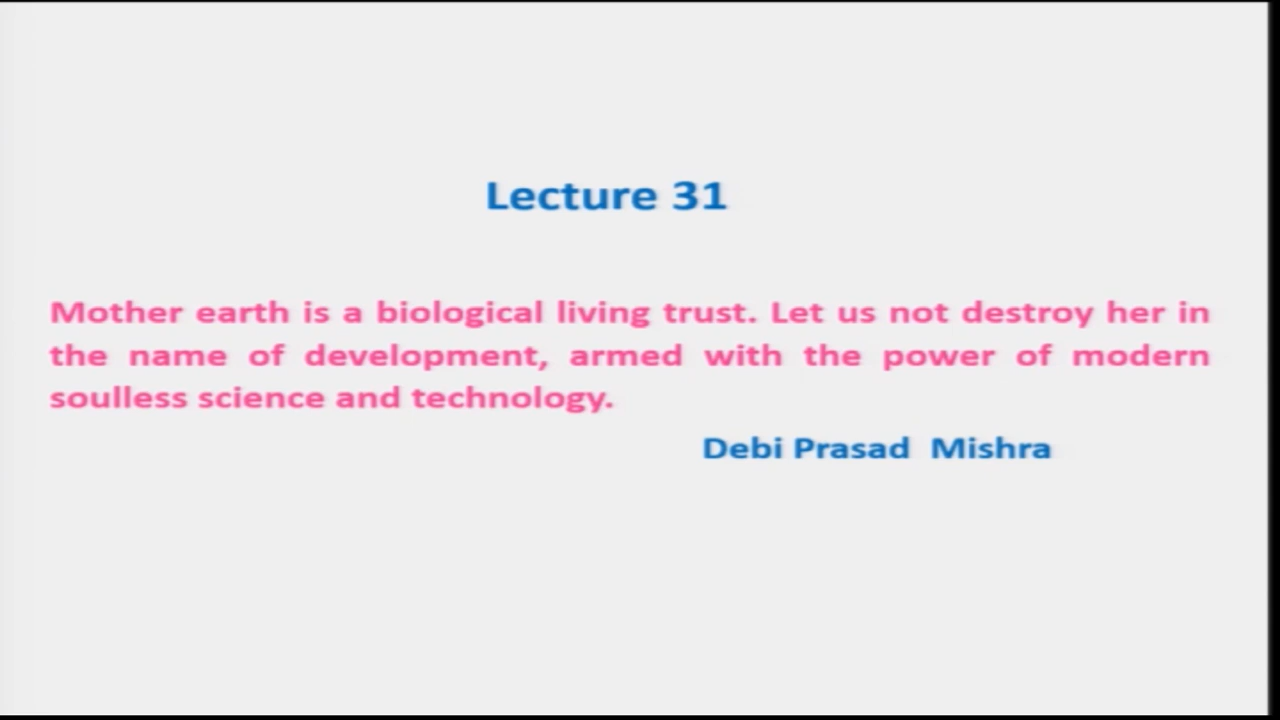 Lecture 31
Mother earth is a biological living trust. Let us not destroy her in
the name of development, armed with the power of modern
soulless science and technology.
Debi Prasad Mishra